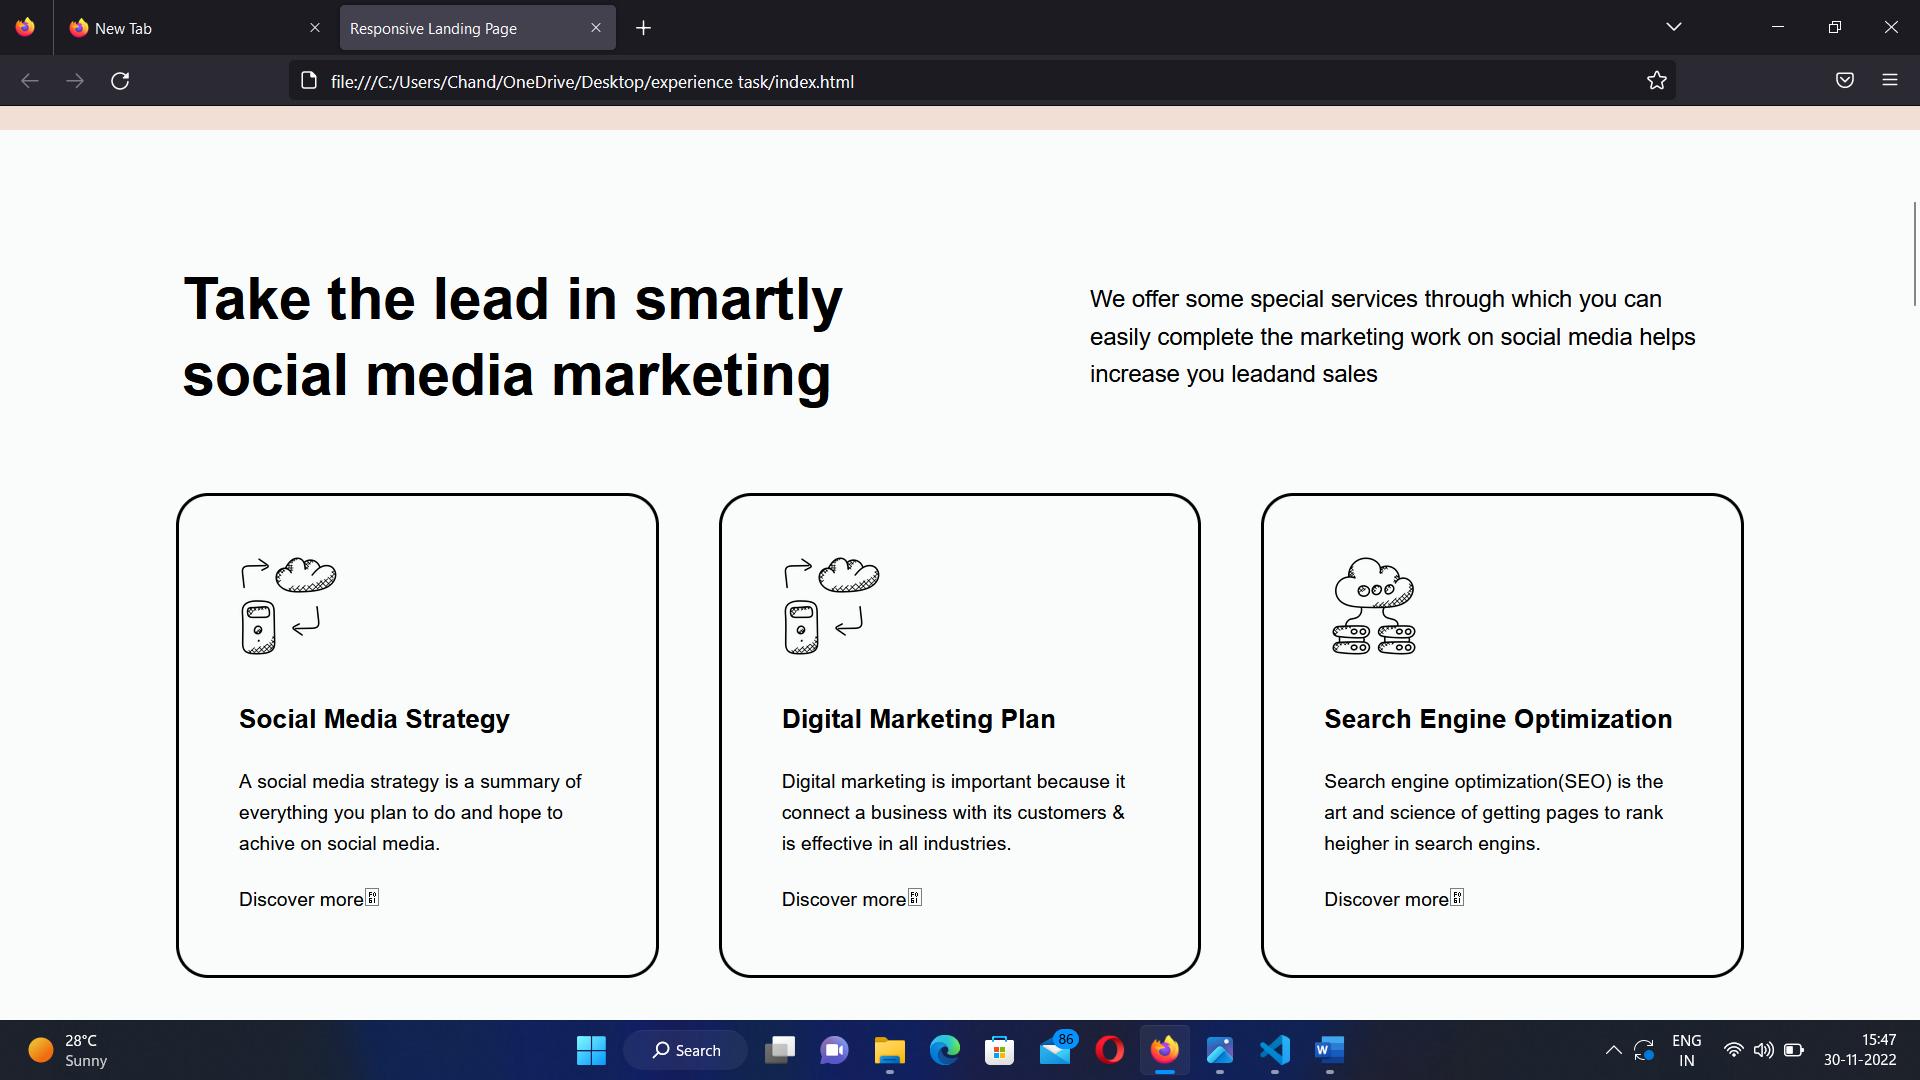 New Tab
Responsive Landing Page
file:///C:/Users/Chand/OneDrive/Desktop/experience task/index.html
Take the lead in smartly
social media marketing
We offer some special services through which you can
easily complete the marketing work on social media helps
increase you leadand sales
Social Media Strategy
A social media strategy is a summary of
everything you plan to do and hope to
achive on social media.
Discover more
Digital Marketing Plan
Digital marketing is important because it
connect a business with its customers &
is effective in all industries.
Discover more
Search Engine Optimization
Search engine optimization(SEO) is the
art and science of getting pages to rank
heigher in search engins.
Discover more
28°C
Sunny
Search
86
W
ENG
IN
15:47
30-11-2022